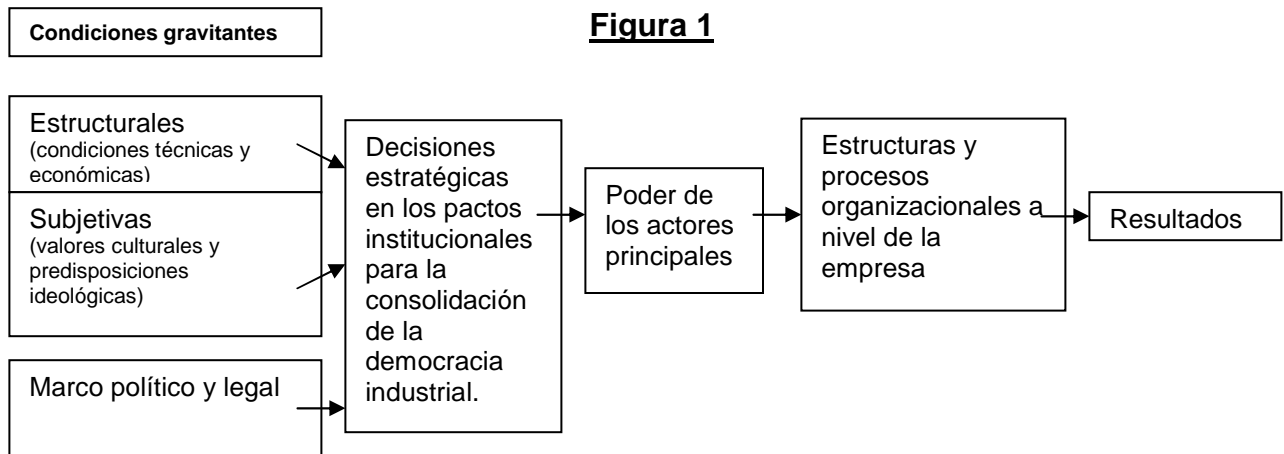 Figura 1
Condiciones gravitantes
Estructurales
(condiciones técnicas y
económicas)
Subjetivas
(valores culturales y
predisposiciones
ideológicas)
Marco político y legal
Decisiones
estratégicas
en los pactos
institucionales
para la
consolidación
de la
democracia
industrial.
Poder de
los actores
principales
Estructuras y
procesos
organizacionales a
nivel de la
empresa
Resultados